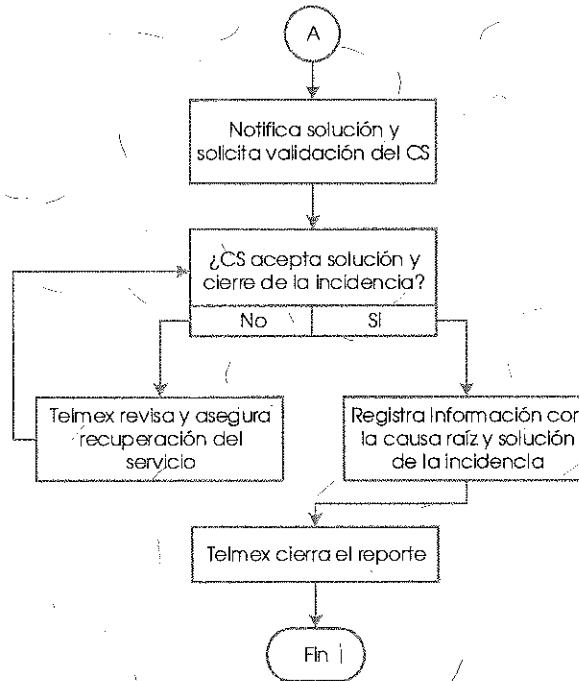 A
Notifica solución y
solicita validación del CS
¿CS acepta solución y
cierre de la incidencia?
No
Si
Telmex revisa y asegura
recuperación del
servicio
Registra Información con
la causa raíz y solución
de la incidencia
Telmex cierra el reporte
Fin